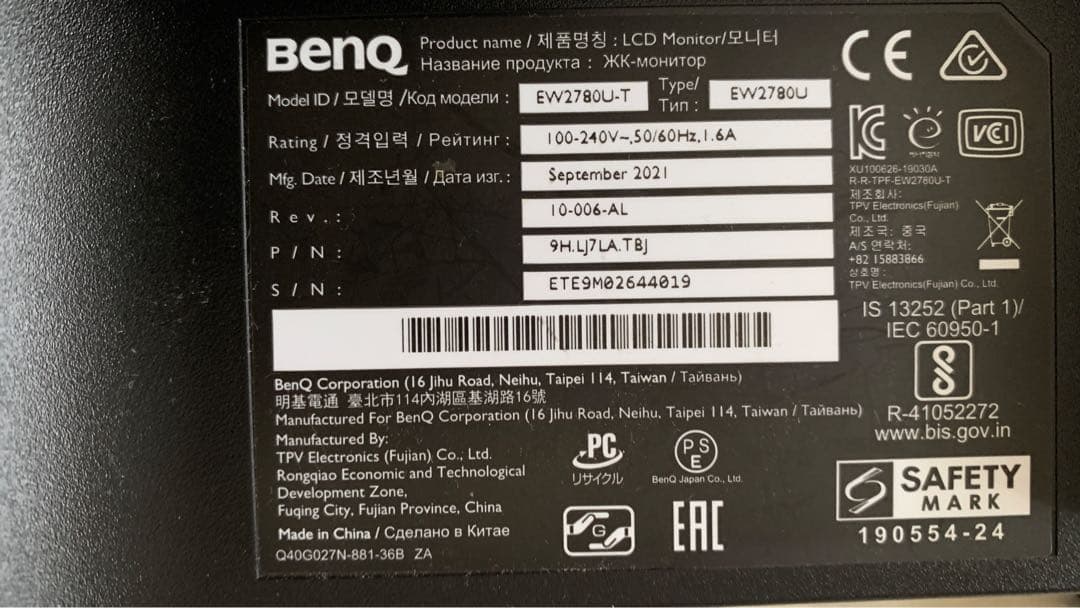 BenQ
Product name / 제품명칭 : LCD Monitor/모니터
Название продукта : ЖК-монитор
Model ID / 모델명 /Код модели : EW2780U-T Type/ Тип : EW2780U
Rating / 정격입력 / Рейтинг : 100-240V~,50/60Hz,1.6A
Mfg. Date / 제조년월 / Дата изг. : September 2021
Rev.: 10-006-AL
P/N: 9H.LJ7LA.TBJ
S/N: ETE9M02644019
BenQ Corporation (16 Jihu Road, Neihu, Taipei 114, Taiwan / Тайвань)
明基電通 臺北市114內湖區基湖路16號
Manufactured For BenQ Corporation (16 Jihu Road, Neihu, Taipei 114, Taiwan / Тайвань)
Manufactured By:
TPV Electronics (Fujian) Co., Ltd.
Rongqiao Economic and Technological
Development Zone,
Fuqing City, Fujian Province, China
Made in China / Сделано в Китае
Q40G027N-881-36B ZA
PC
リサイクル
PS
E
BenQ Japan Co., Ltd.
G
EAC
CE
KC
VCCI
XU100626-19030A
R-R-TPF-EW2780U-T
제조회사:
TPV Electronics(Fujian)
Co., Ltd.
제조국: 중국
A/S 연락처:
+82 15883866
상호명 :
TPV Electronics(Fujian) Co., Ltd.
IS 13252 (Part 1)/
IEC 60950-1
R-41052272
www.bis.gov.in
SAFETY
MARK
190554-24